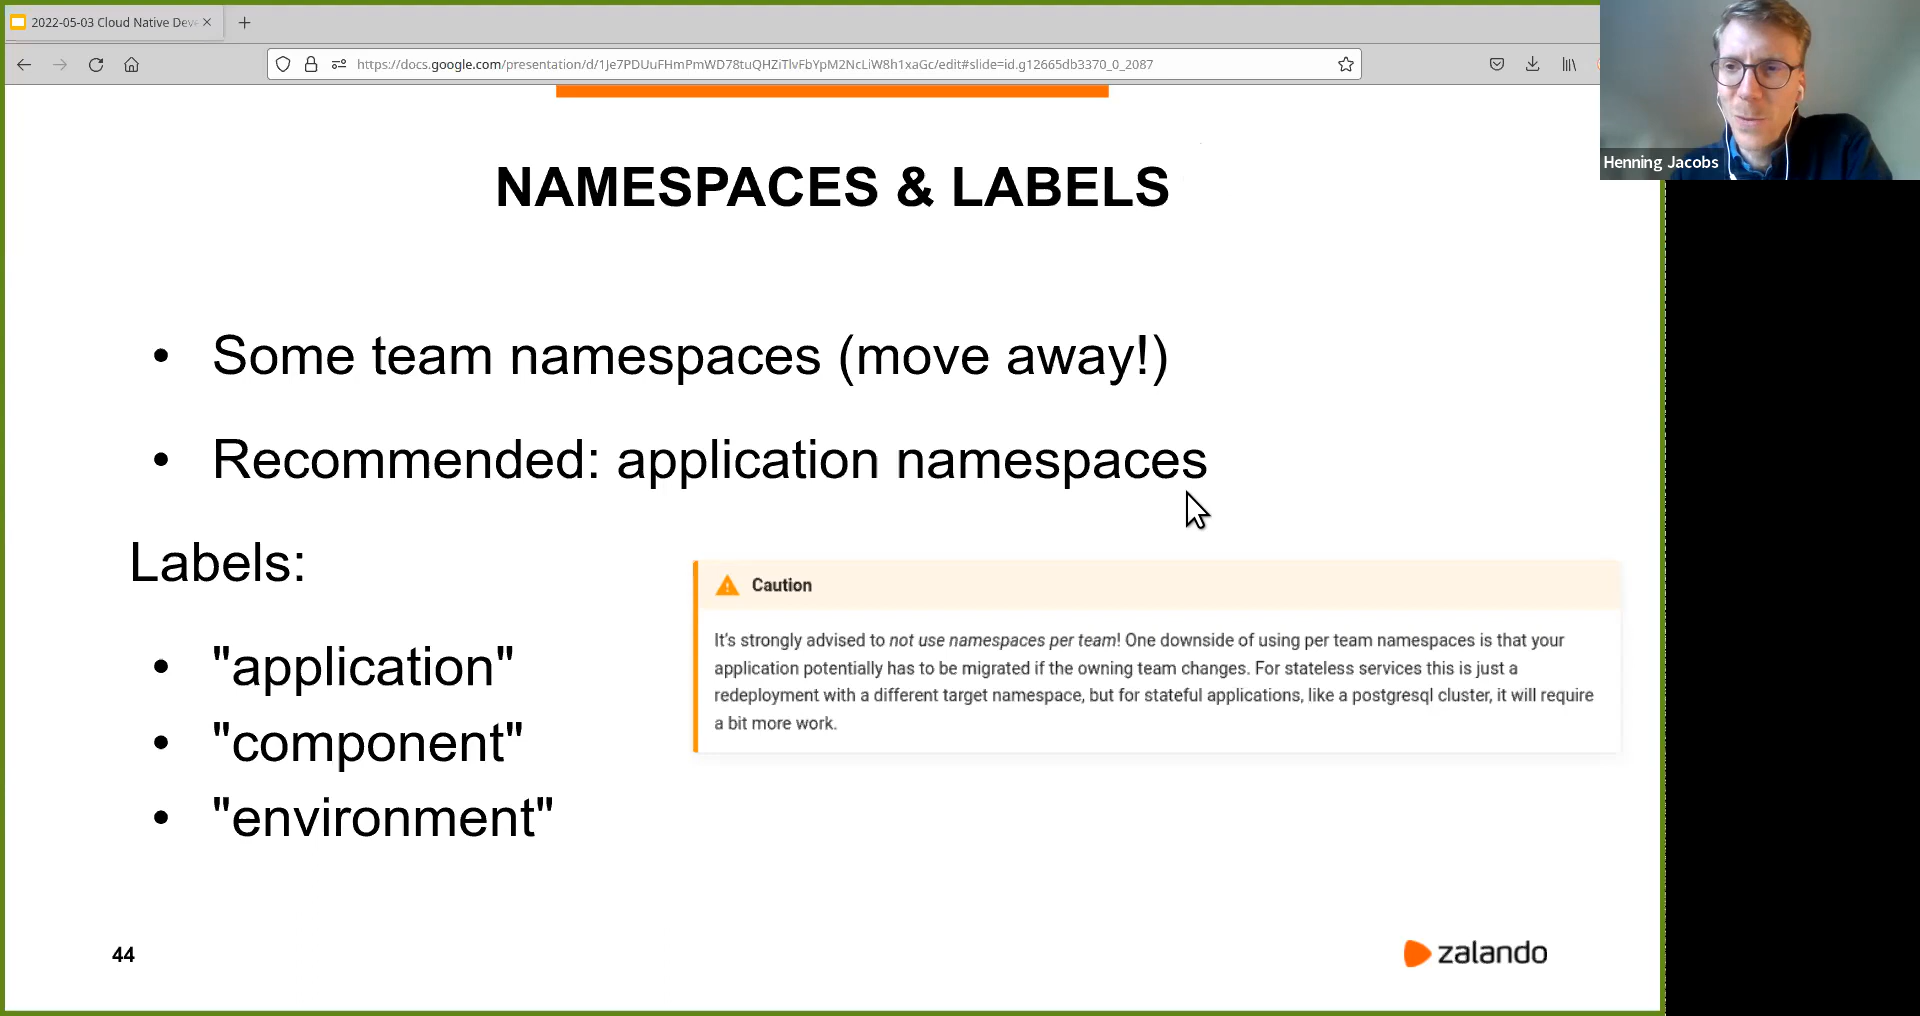 2022-05-03 Cloud Native Deve
https://docs.google.com/presentation/d/1Je7PDUuFHmPmWD78tuQHZiTlvFbYpM2NcLiW8h1xaGc/edit#slide=id.g12665db3370_0_2087
Henning Jacobs
NAMESPACES & LABELS
• Some team namespaces (move away!)
• Recommended: application namespaces
Labels:
• "application"
• "component"
• "environment"
Caution
It's strongly advised to not use namespaces per team! One downside of using per team namespaces is that your
application potentially has to be migrated if the owning team changes. For stateless services this is just a
redeployment with a different target namespace, but for stateful applications, like a postgresql cluster, it will require
a bit more work.
44
zalando